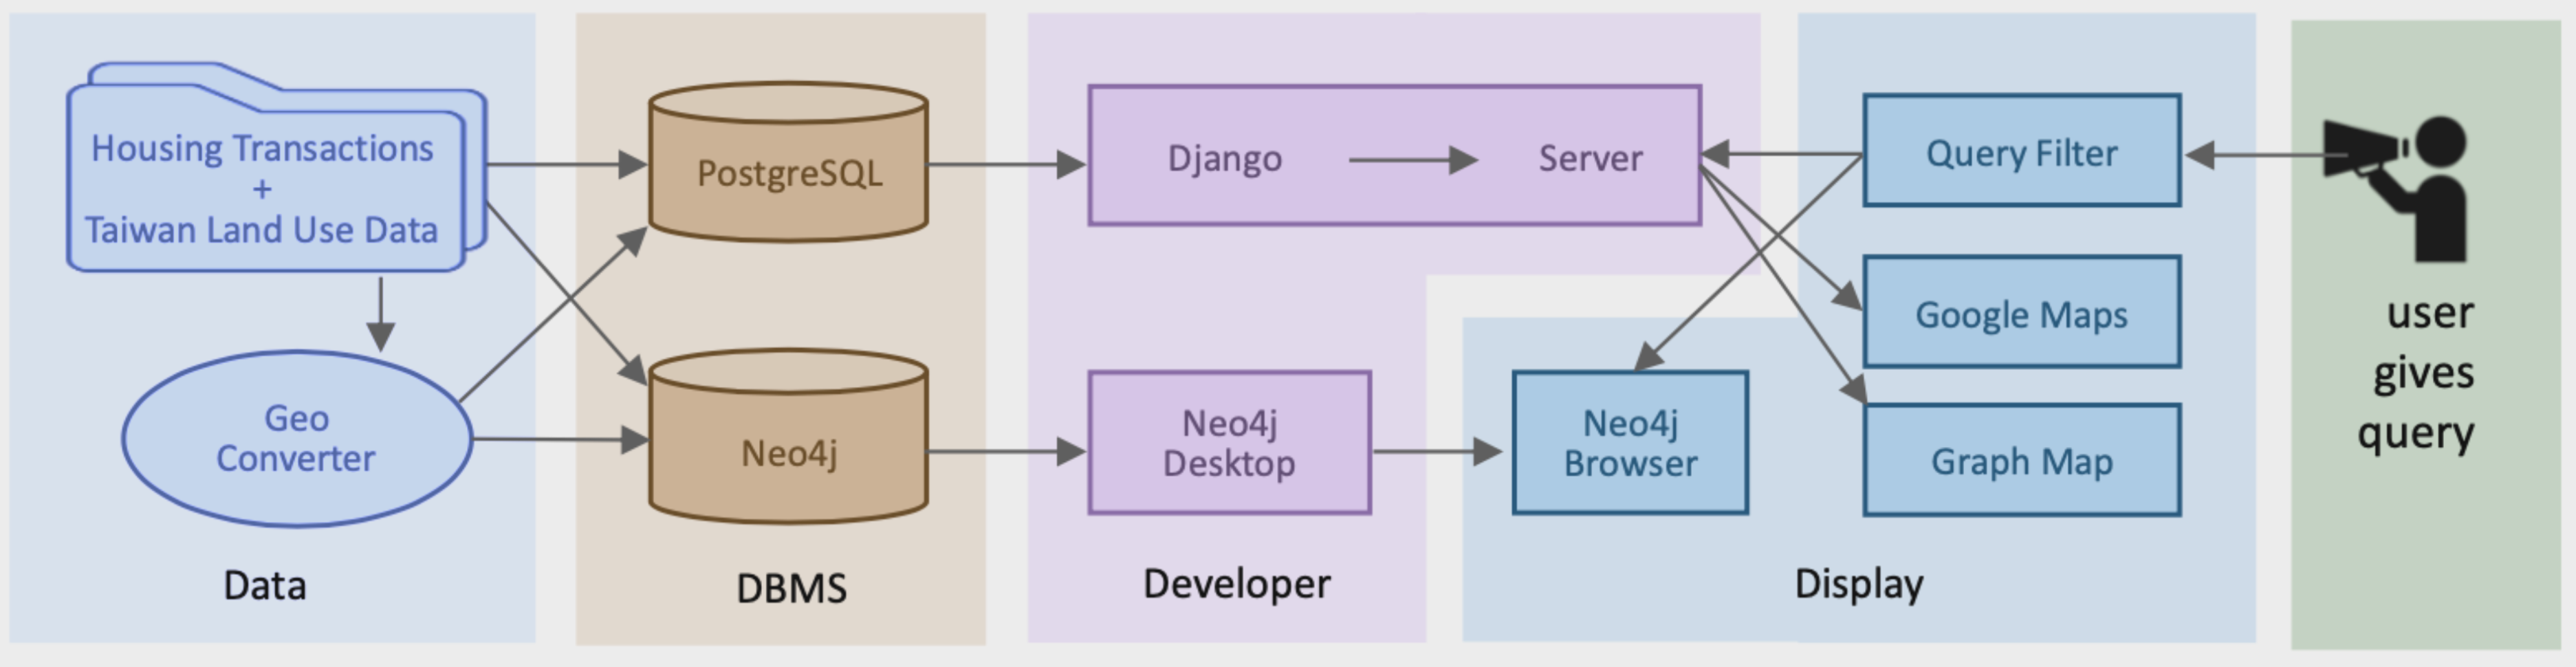 Housing Transactions
+
Taiwan Land Use Data
Geo
Converter
Data
PostgreSQL
Neo4j
DBMS
Django
Server
Neo4j
Desktop
Developer
Neo4j
Browser
Query Filter
Google Maps
Graph Map
Display
user
gives
query